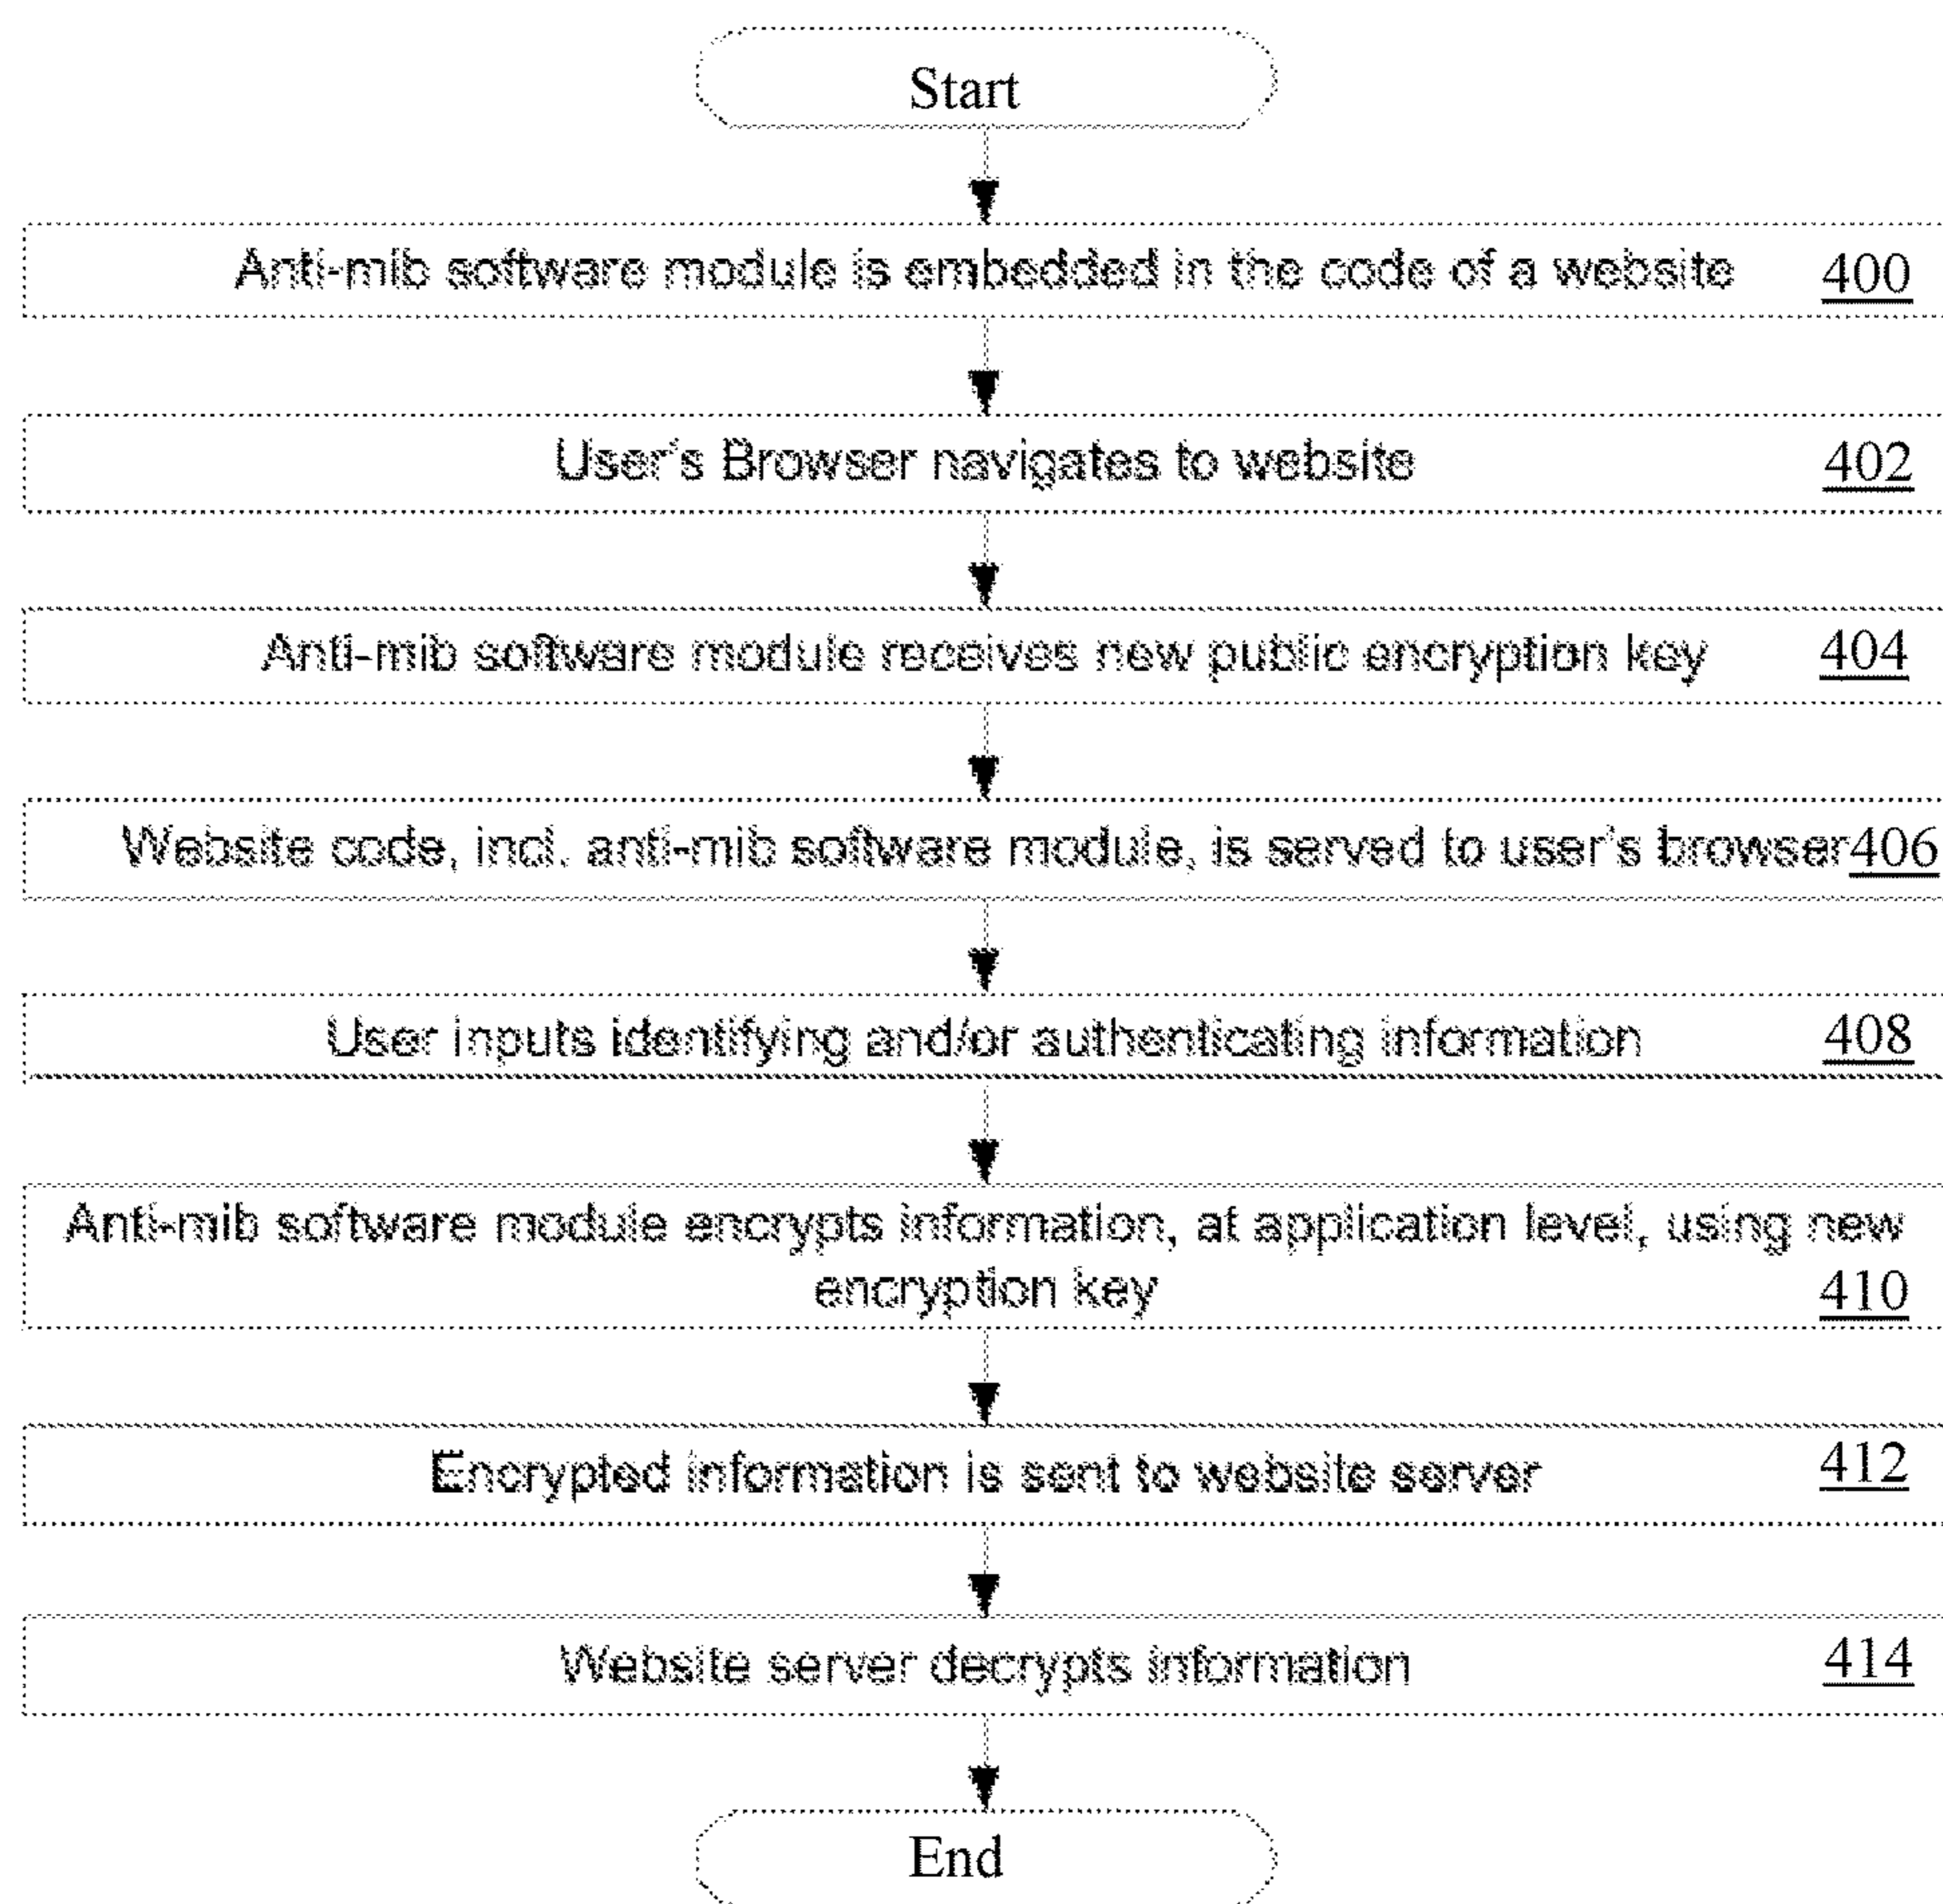 Start
Anti-mib software module is embedded in the code of a website 400
User's Browser navigates to website 402
Anti-mib software module receives new public encryption key 404
Website code, incl. anti-mib software module, is served to user's browser 406
User inputs identifying and/or authenticating information 408
Anti-mib software module encrypts information, at application level, using new
encryption key 410
Encrypted information is sent to website server 412
Website server decrypts information 414
End